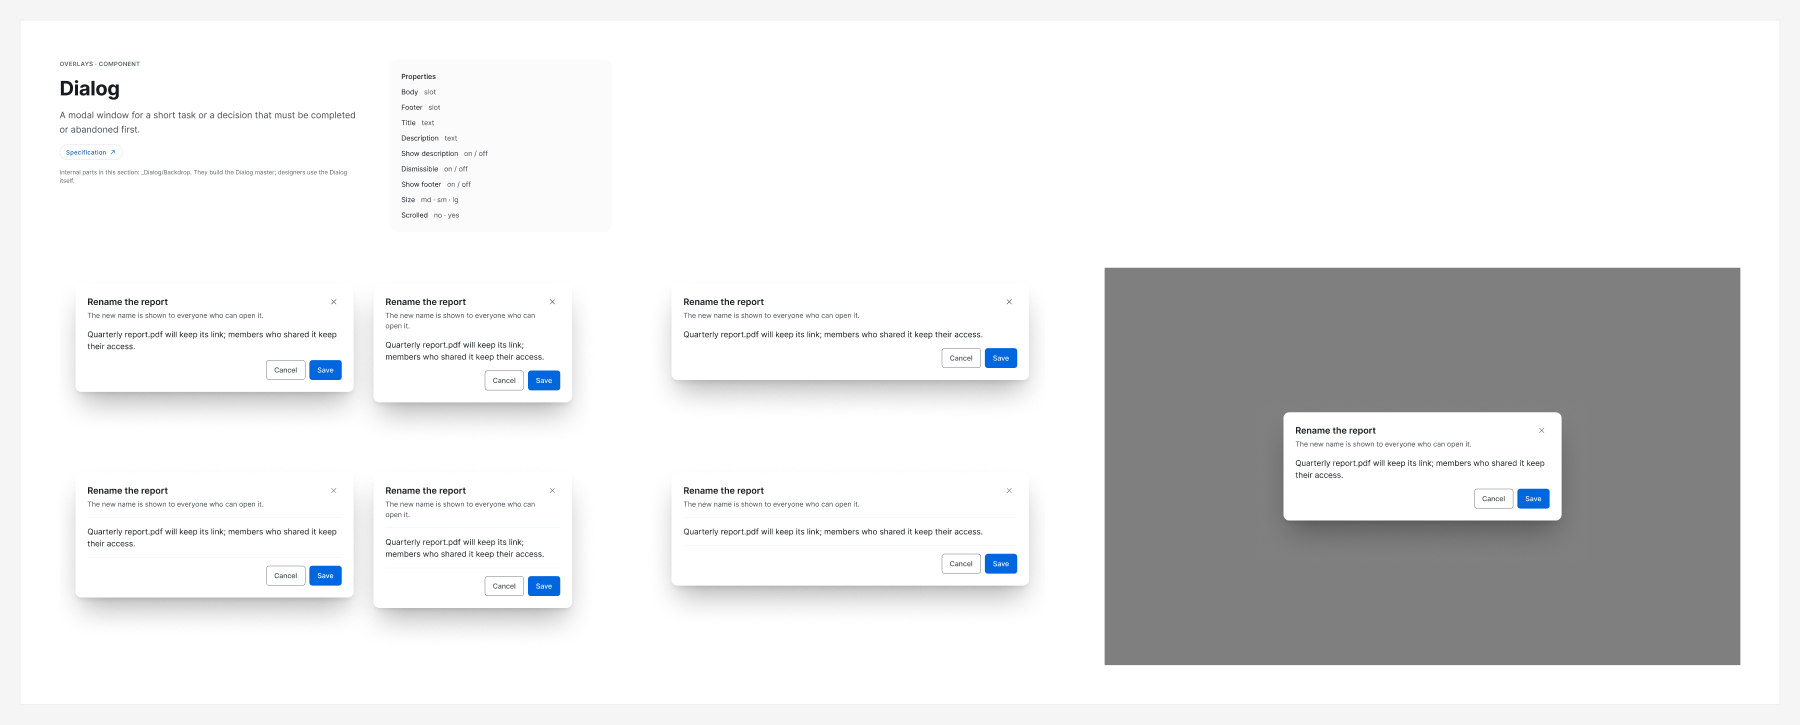 OVERLAYS · COMPONENT
Dialog
A modal window for a short task or a decision that must be completed
or abandoned first.
Specification ↗
Internal parts in this section: _Dialog/Backdrop. They build the Dialog master; designers use the Dialog
itself.
Properties
Body slot
Footer slot
Title text
Description text
Show description on / off
Dismissible on / off
Show footer on / off
Size md · sm · lg
Scrolled no · yes
Rename the report
The new name is shown to everyone who can open it.
Quarterly report.pdf will keep its link; members who shared it keep
their access.
Cancel Save
Rename the report
The new name is shown to everyone who can
open it.
Quarterly report.pdf will keep its link;
members who shared it keep their access.
Cancel Save
Rename the report
The new name is shown to everyone who can open it.
Quarterly report.pdf will keep its link; members who shared it keep their access.
Cancel Save
Rename the report
The new name is shown to everyone who can open it.
Quarterly report.pdf will keep its link; members who shared it keep
their access.
Cancel Save
Rename the report
The new name is shown to everyone who can
open it.
Quarterly report.pdf will keep its link;
members who shared it keep their access.
Cancel Save
Rename the report
The new name is shown to everyone who can open it.
Quarterly report.pdf will keep its link; members who shared it keep their access.
Cancel Save
Rename the report
The new name is shown to everyone who can open it.
Quarterly report.pdf will keep its link; members who shared it keep
their access.
Cancel Save